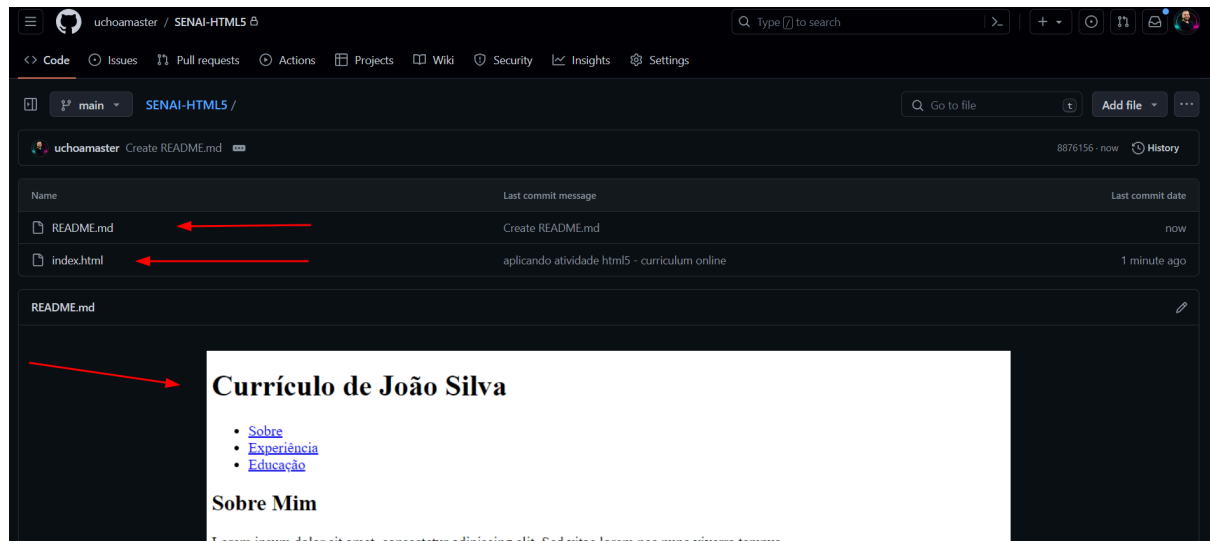 uchoamaster / SENAI-HTML5
Type / to search
Code Issues Pull requests Actions Projects Wiki Security Insights Settings
main SENAI-HTML5 / Go to file t Add file
uchoamaster Create README.md 8876156 · now History
Name Last commit message Last commit date
README.md Create README.md now
index.html aplicando atividade html5 - curriculum online 1 minute ago
README.md
Currículo de João Silva
• Sobre
• Experiência
• Educação
Sobre Mim